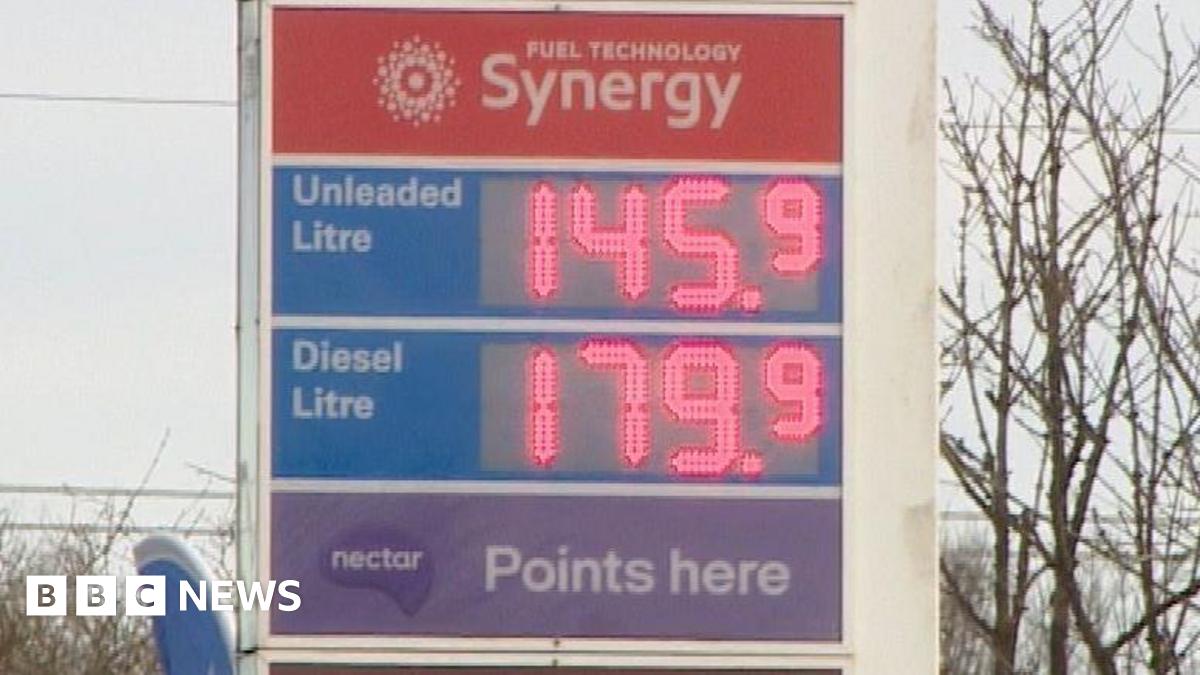 FUEL TECHNOLOGY
Synergy
Unleaded
Litre
145.9
Diesel
Litre
179.9
nectar
Points here
BBC NEWS